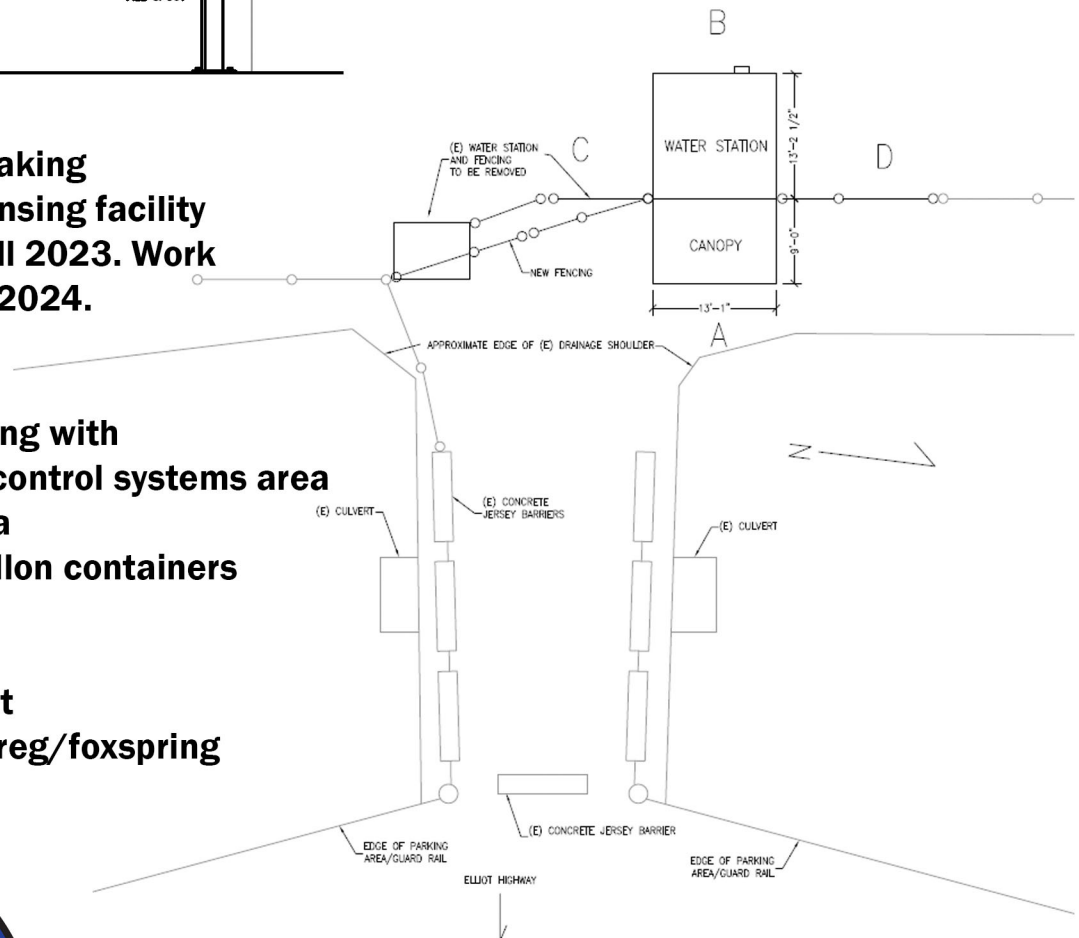 B
aking
nsing facility
ll 2023. Work
2024.
(E) WATER STATION
AND FENCING
TO BE REMOVED
C
WATER STATION
13'-2 1/2"
D
CANOPY
9'-0"
NEW FENCING
13'-1"
A
APPROXIMATE EDGE OF (E) DRAINAGE SHOULDER
ng with
control systems area
a
llon containers
N
(E) CULVERT
(E) CONCRETE
JERSEY BARRIERS
(E) CULVERT
t
reg/foxspring
(E) CONCRETE JERSEY BARRIER
EDGE OF PARKING
AREA/GUARD RAIL
EDGE OF PARKING
AREA/GUARD RAIL
ELLIOT HIGHWAY